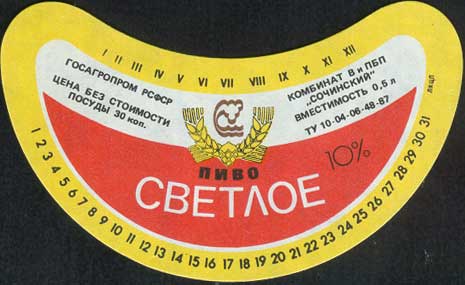 I II III IV V VI VII VIII IX X XI XII
ГОСАГРОПРОМ РСФСР
ЦЕНА БЕЗ СТОИМОСТИ
ПОСУДЫ 30 коп.
КОМБИНАТ В и ПБП
„СОЧИНСКИЙ"
ВМЕСТИМОСТЬ 0,5 л
ТУ 10-04-06-48-87
ПИВО
10%
СВЕТЛОЕ
1 2 3 4 5 6 7 8 9 10 11 12 13 14 15 16 17 18 19 20 21 22 23 24 25 26 27 28 29 30 31